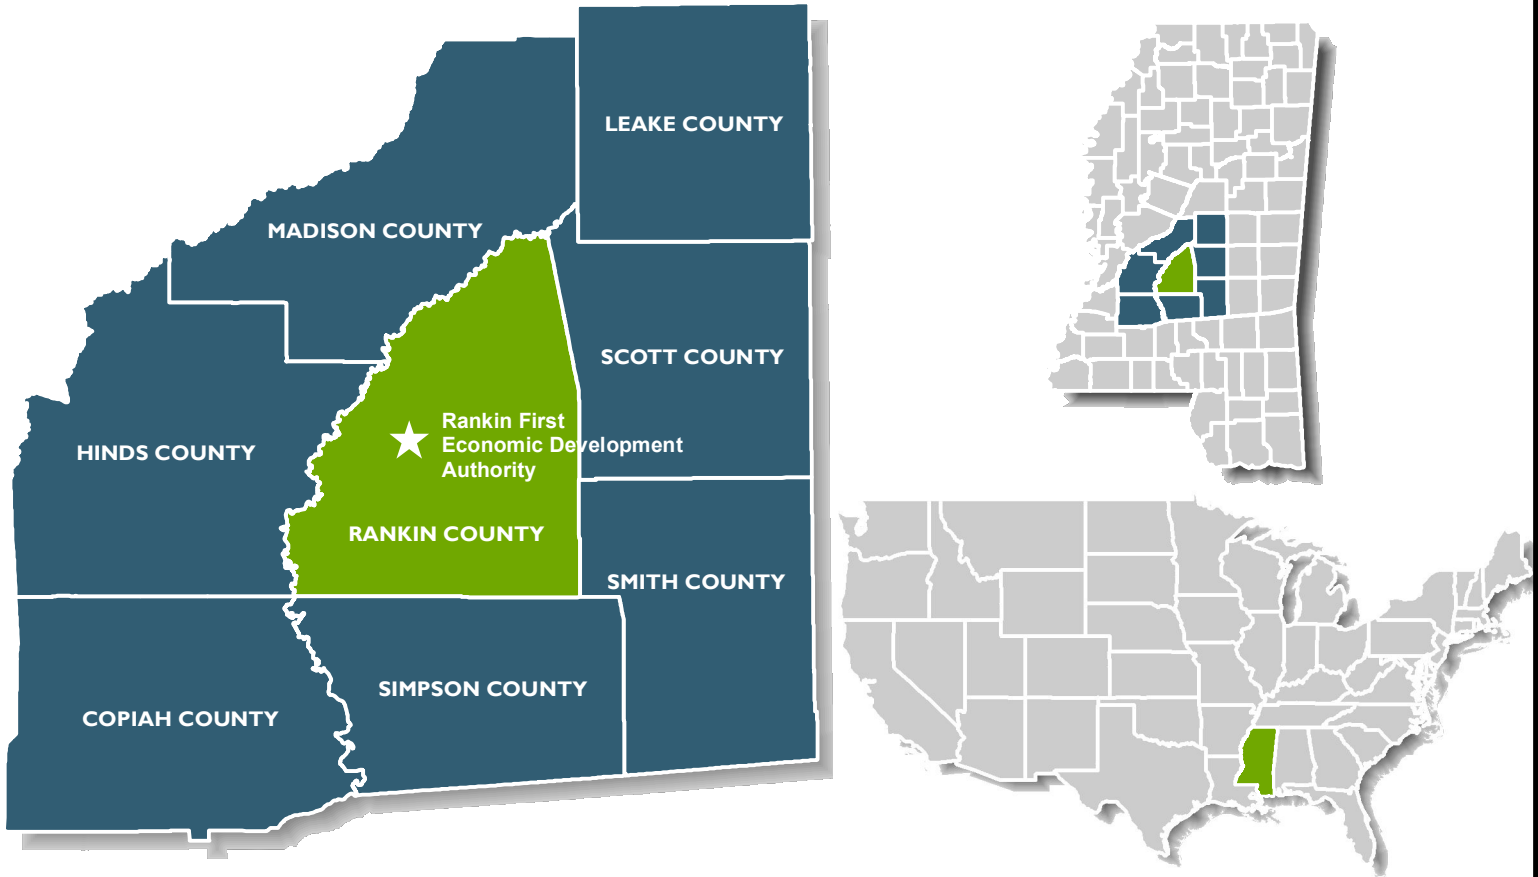 LEAKE COUNTY
MADISON COUNTY
SCOTT COUNTY
Rankin First
Economic Development
Authority
HINDS COUNTY
RANKIN COUNTY
SMITH COUNTY
SIMPSON COUNTY
COPIAH COUNTY